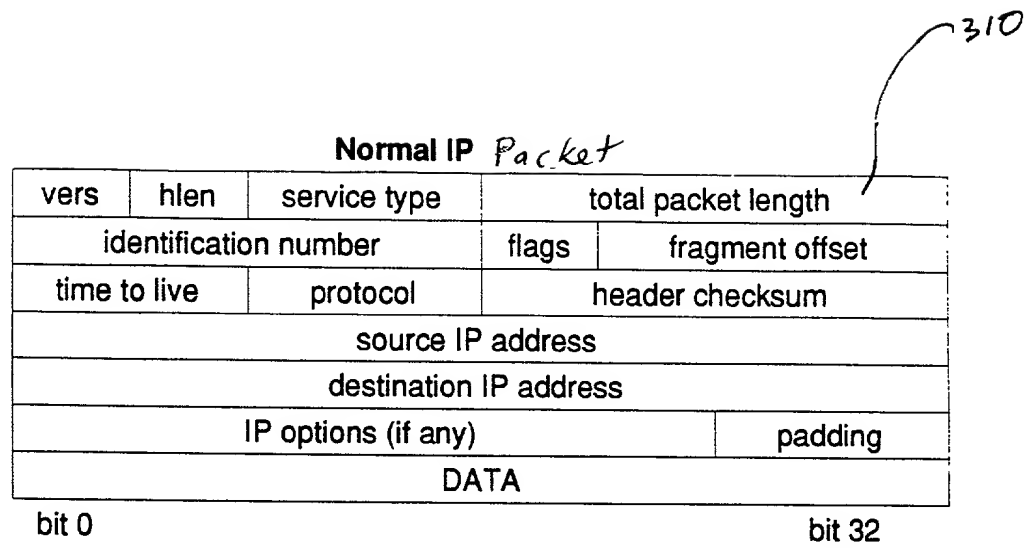 310
Normal IP Packet
vers hlen service type total packet length
identification number flags fragment offset
time to live protocol header checksum
source IP address
destination IP address
IP options (if any) padding
DATA
bit 0 bit 32